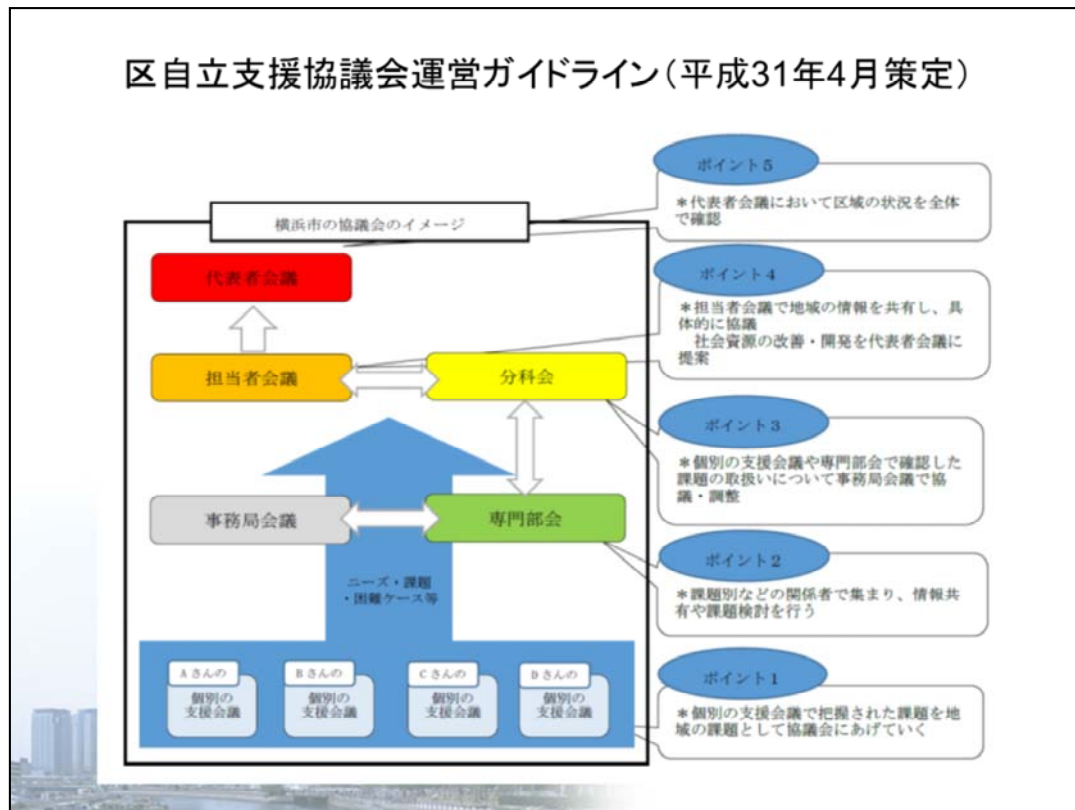 区自立支援協議会運営ガイドライン（平成31年4月策定）
横浜市の協議会のイメージ
代表者会議
担当者会議
分科会
事務局会議
専門部会
ニーズ・課題
・困難ケース等
Aさんの
個別の
支援会議
Bさんの
個別の
支援会議
Cさんの
個別の
支援会議
Dさんの
個別の
支援会議
ポイント5
＊代表者会議において区域の状況を全体
で確認
ポイント4
＊担当者会議で地域の情報を共有し、具
体的に協議
社会資源の改善・開発を代表者会議に
提案
ポイント3
＊個別の支援会議や専門部会で確認した
課題の取扱いについて事務局会議で協
議・調整
ポイント2
＊課題別などの関係者で集まり、情報共
有や課題検討を行う
ポイント1
＊個別の支援会議で把握された課題を地
域の課題として協議会にあげていく